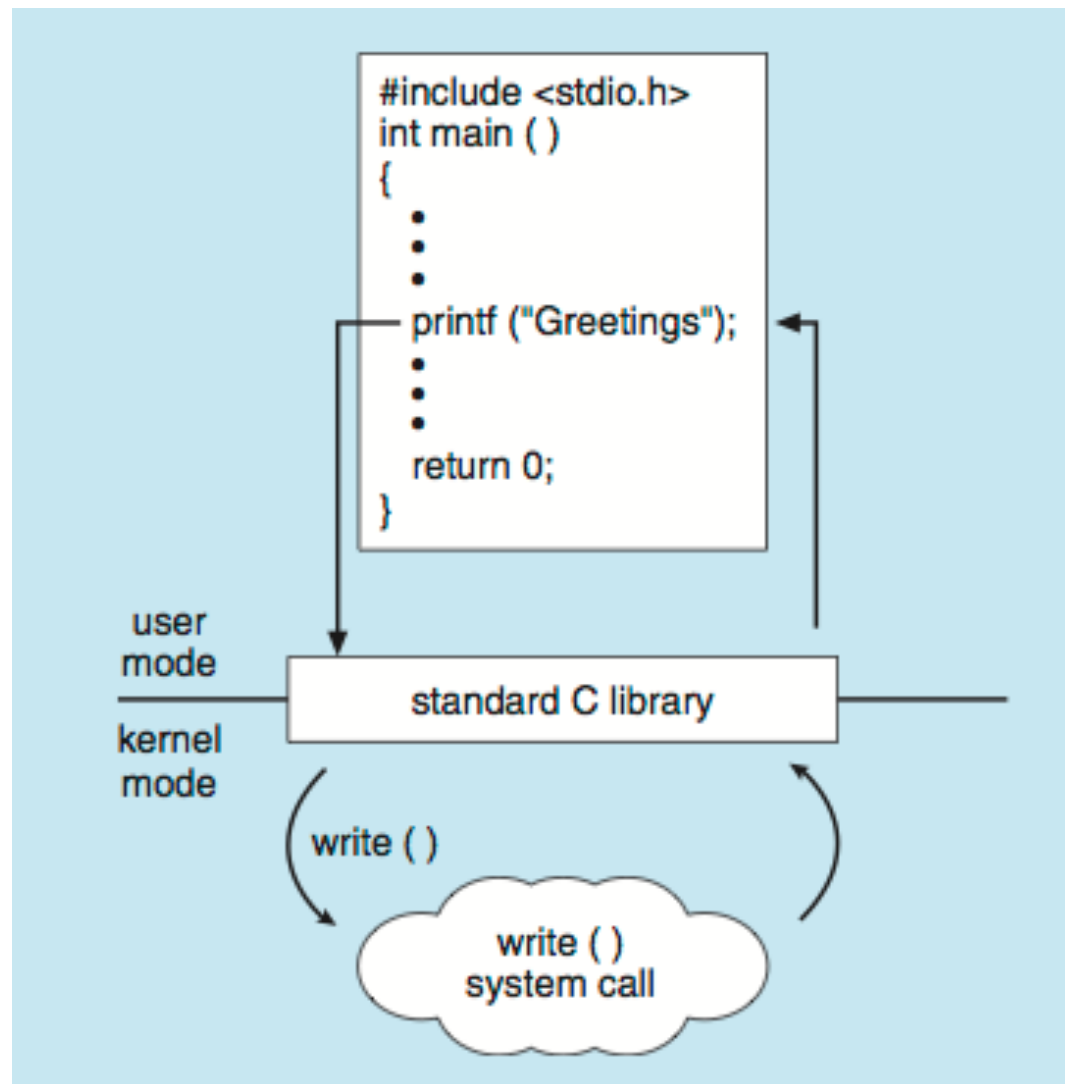 #include <stdio.h>
int main ( )
{
•
•
•
printf ("Greetings");
•
•
•
return 0;
}
user
mode
standard C library
kernel
mode
write ( )
write ( )
system call